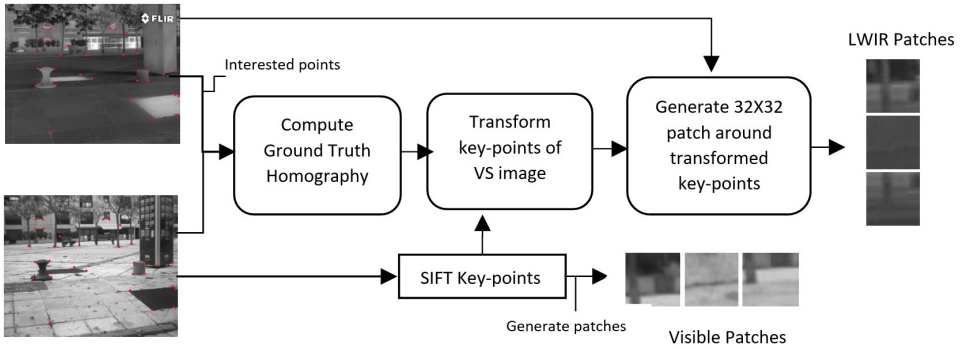 FLIR
Interested points
LWIR Patches
Compute
Ground Truth
Homography
Transform
key-points of
VS image
Generate 32X32
patch around
transformed
key-points
SIFT Key-points
Generate patches
Visible Patches